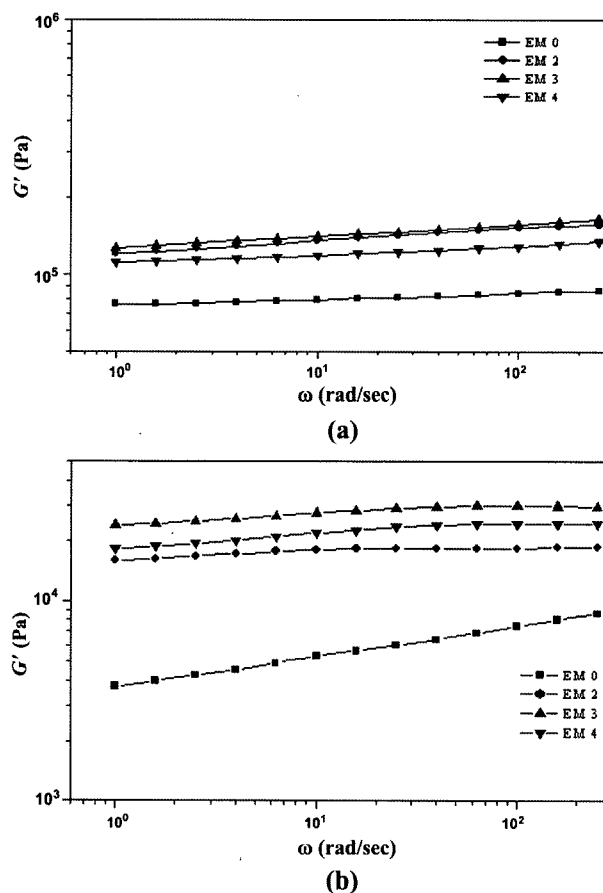 10⁶
EM 0
EM 2
EM 3
EM 4
G' (Pa)
10⁵
10⁰ 10¹ 10²
ω (rad/sec)
(a)
10⁴
G' (Pa)
EM 0
EM 2
EM 3
EM 4
10³
10⁰ 10¹ 10²
ω (rad/sec)
(b)